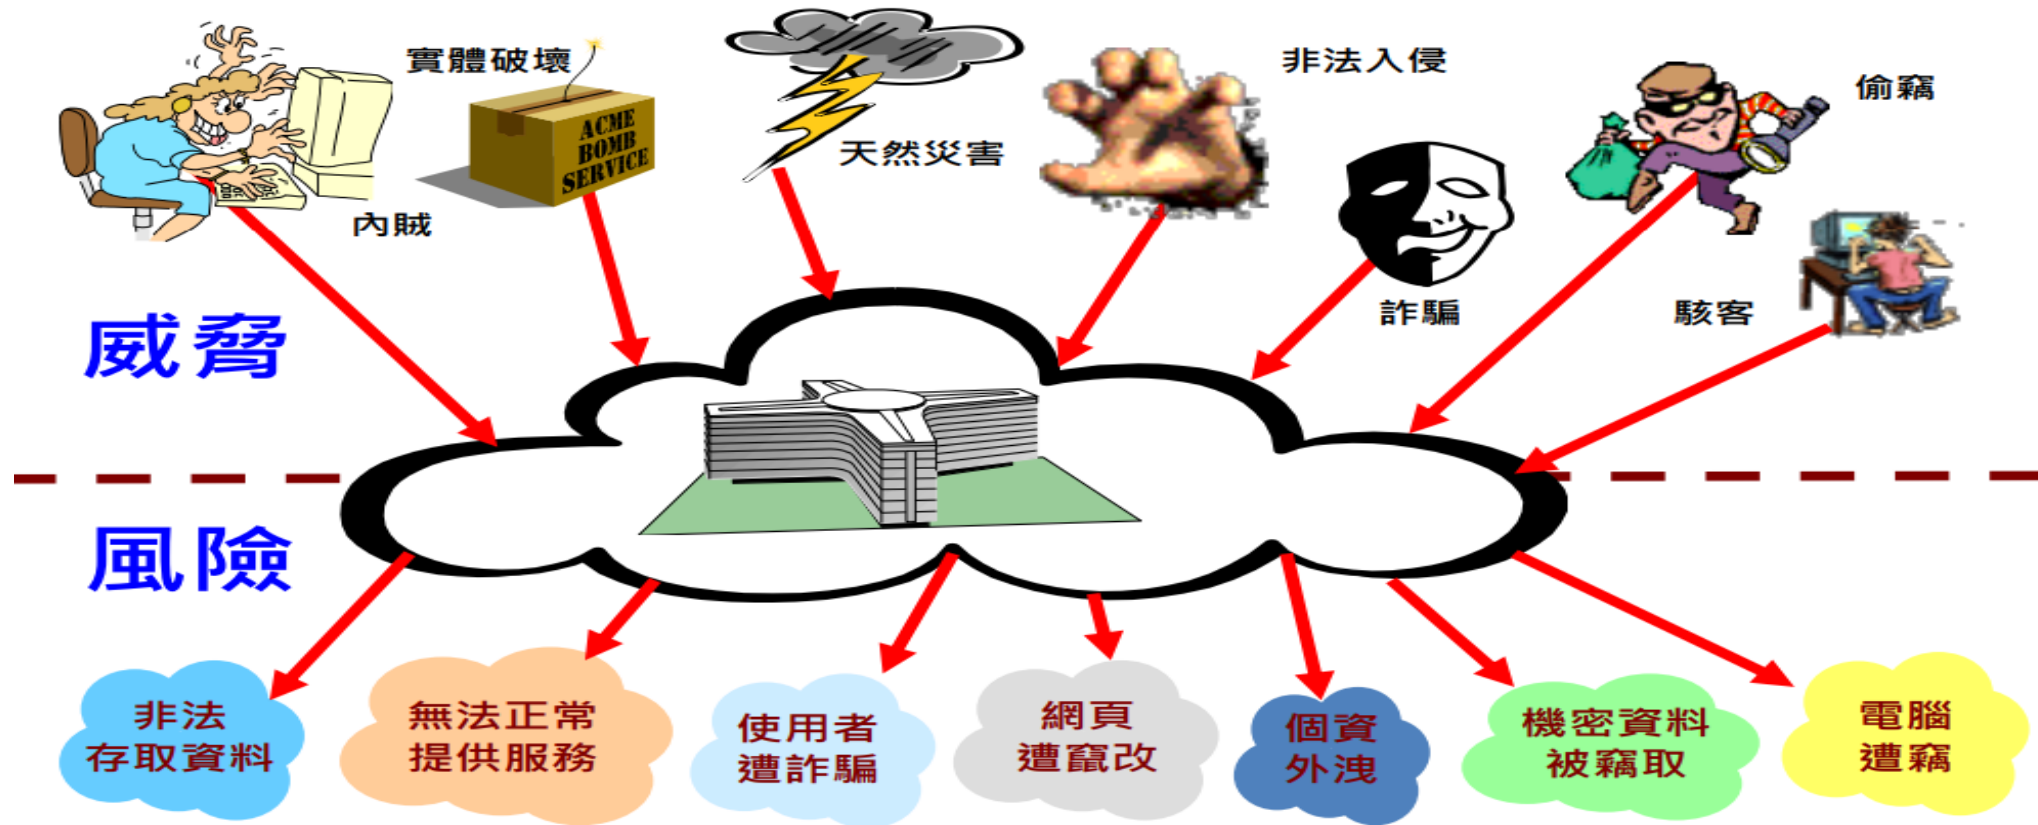 實體破壞
ACME
BOMB
SERVICE
天然災害
非法入侵
偷竊
內賊
詐騙
駭客
威脅
風險
非法
存取資料
無法正常
提供服務
使用者
遭詐騙
網頁
遭竄改
個資
外洩
機密資料
被竊取
電腦
遭竊